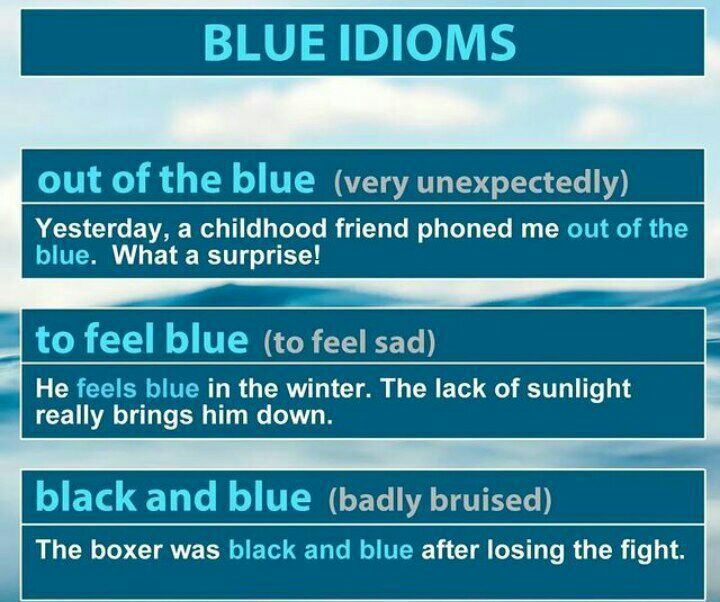 BLUE IDIOMS
out of the blue (very unexpectedly)
Yesterday, a childhood friend phoned me out of the
blue. What a surprise!
to feel blue (to feel sad)
He feels blue in the winter. The lack of sunlight
really brings him down.
black and blue (badly bruised)
The boxer was black and blue after losing the fight.